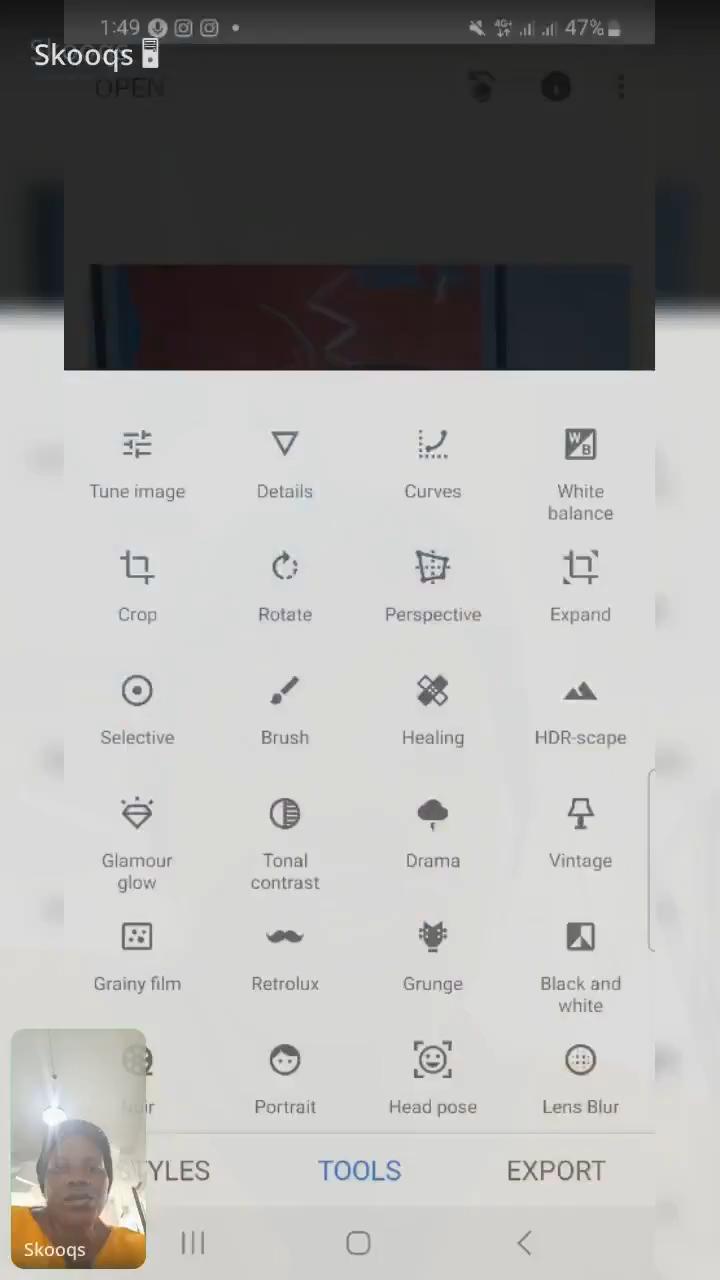 1:49
4G+
47%
Skooqs
OPEN
Tune image
Details
Curves
W
B
White
balance
Crop
Rotate
Perspective
Expand
Selective
Brush
Healing
HDR-scape
Glamour
glow
Tonal
contrast
Drama
Vintage
Grainy film
Retrolux
Grunge
Black and
white
Portrait
Head pose
Lens Blur
TOOLS
EXPORT
Skooqs